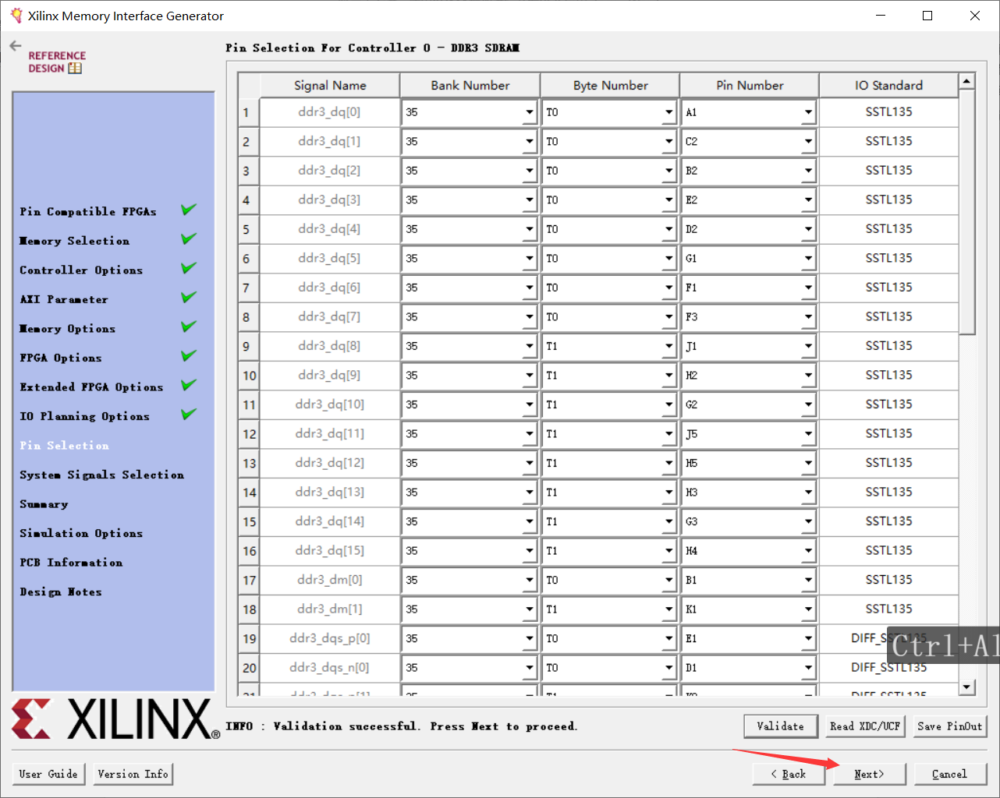 Xilinx Memory Interface Generator
REFERENCE
DESIGN
Pin Selection For Controller 0 - DDR3 SDRAM
Signal Name Bank Number Byte Number Pin Number IO Standard
1 ddr3_dq[0] 35 T0 A1 SSTL135
2 ddr3_dq[1] 35 T0 C2 SSTL135
3 ddr3_dq[2] 35 T0 B2 SSTL135
4 ddr3_dq[3] 35 T0 E2 SSTL135
5 ddr3_dq[4] 35 T0 D2 SSTL135
6 ddr3_dq[5] 35 T0 G1 SSTL135
7 ddr3_dq[6] 35 T0 F1 SSTL135
8 ddr3_dq[7] 35 T0 F3 SSTL135
9 ddr3_dq[8] 35 T1 J1 SSTL135
10 ddr3_dq[9] 35 T1 H2 SSTL135
11 ddr3_dq[10] 35 T1 G2 SSTL135
12 ddr3_dq[11] 35 T1 J5 SSTL135
13 ddr3_dq[12] 35 T1 H5 SSTL135
14 ddr3_dq[13] 35 T1 H3 SSTL135
15 ddr3_dq[14] 35 T1 G3 SSTL135
16 ddr3_dq[15] 35 T1 H4 SSTL135
17 ddr3_dm[0] 35 T0 B1 SSTL135
18 ddr3_dm[1] 35 T1 K1 SSTL135
19 ddr3_dqs_p[0] 35 T0 E1 DIFF_SSTL135
20 ddr3_dqs_n[0] 35 T0 D1 DIFF_SSTL135
Ctrl+Al
Pin Compatible FPGAs
Memory Selection
Controller Options
AXI Parameter
Memory Options
FPGA Options
Extended FPGA Options
IO Planning Options
Pin Selection
System Signals Selection
Summary
Simulation Options
PCB Information
Design Notes
XILINX®
INFO : Validation successful. Press Next to proceed.
Validate Read XDC/UCF Save PinOut
User Guide Version Info < Back Next> Cancel